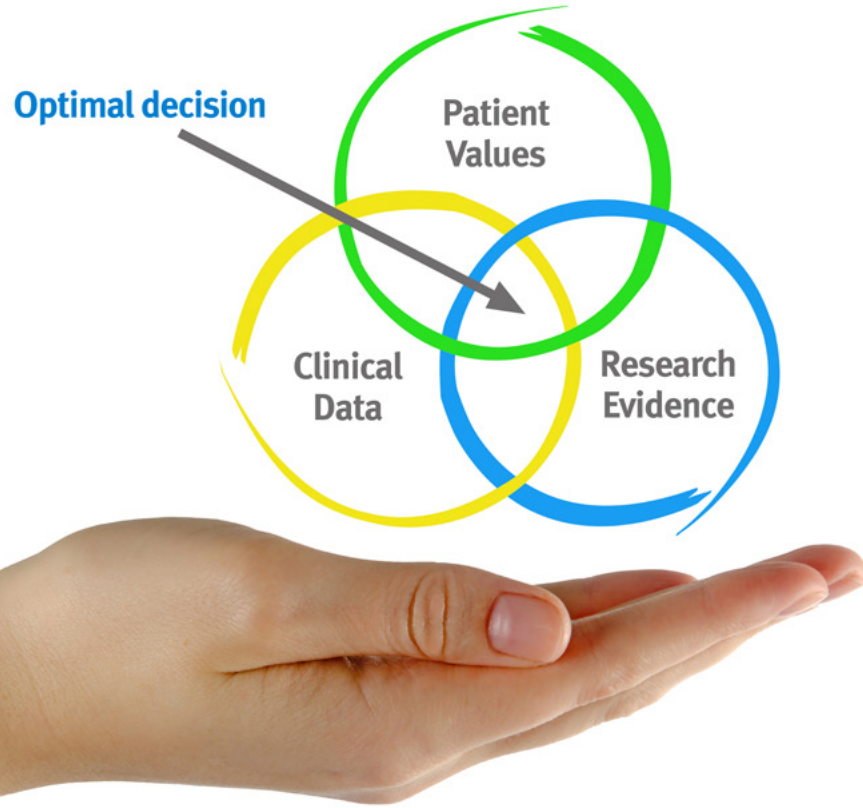 Optimal decision
Patient
Values
Clinical
Data
Research
Evidence